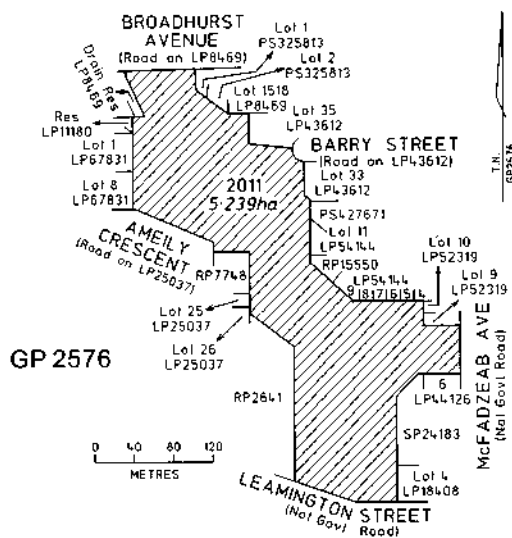 BROADHURST
AVENUE
(Road on LP8469)
Lot 1
PS325813
Lot 2
PS325813
Lot 1518
LP8469
Lot 35
LP43612
Drain Res
LP8469
Res
LP11180
Lot 1
LP67831
Lot 8
LP67831
BARRY STREET
(Road on LP43612)
Lot 33
LP43612
PS427671
Lot 11
LP54144
RP15550
2011
5·239ha
T.N.
GP2576
AMEILY
CRESCENT
(Road on LP25037)
RP7748
Lot 25
LP25037
Lot 26
LP25037
LP54144
9 8 7 6 5 4
Lot 10
LP52319
Lot 9
LP52319
McFADZEAB AVE
(Not Govt Road)
6
LP44126
GP 2576
RP2641
SP24183
Lot 4
LP18408
0 40 80 120
METRES
LEAMINGTON STREET
(Not Govt Road)